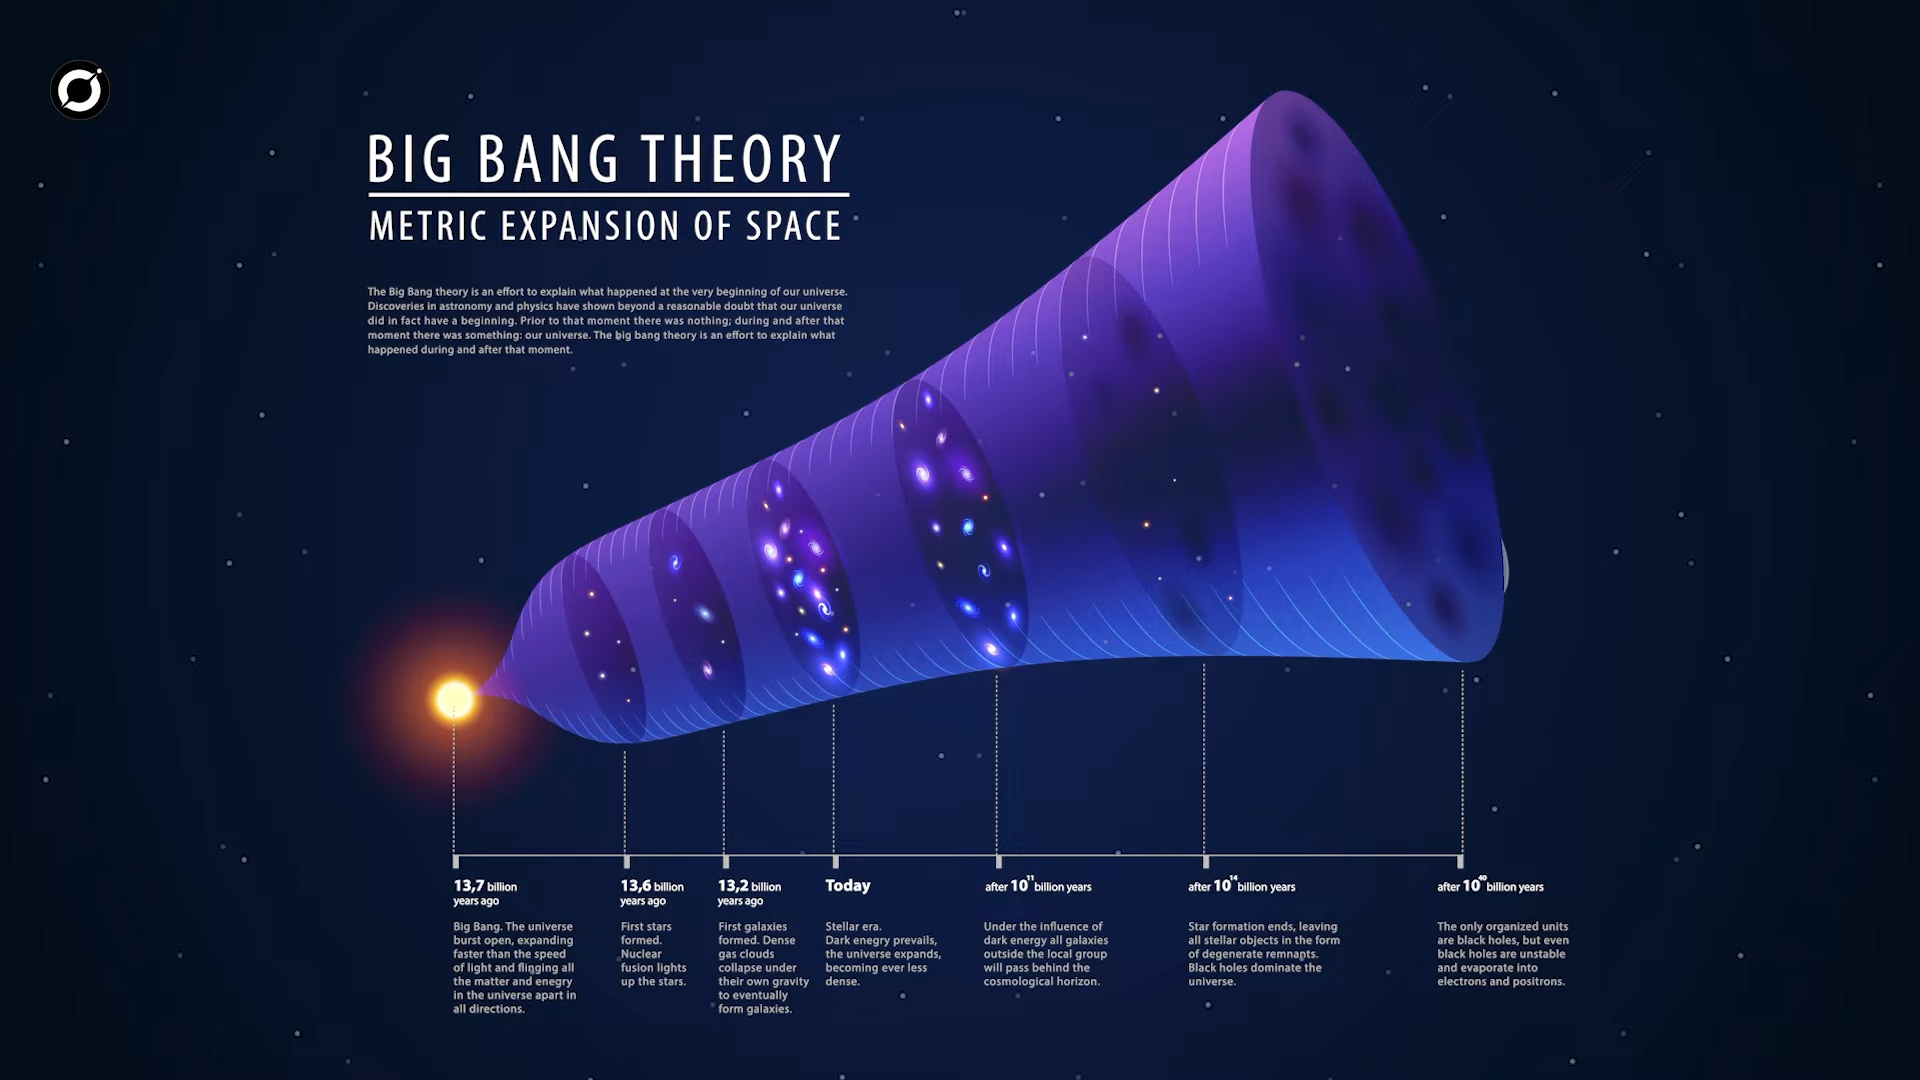 BIG BANG THEORY
METRIC EXPANSION OF SPACE
The Big Bang theory is an effort to explain what happened at the very beginning of our universe.
Discoveries in astronomy and physics have shown beyond a reasonable doubt that our universe
did in fact have a beginning. Prior to that moment there was nothing; during and after that
moment there was something: our universe. The big bang theory is an effort to explain what
happened during and after that moment.
13,7 billion
years ago
Big Bang. The universe
burst open, expanding
faster than the speed
of light and flinging all
the matter and enegry
in the universe apart in
all directions.
13,6 billion
years ago
First stars
formed.
Nuclear
fusion lights
up the stars.
13,2 billion
years ago
First galaxies
formed. Dense
gas clouds
collapse under
their own gravity
to eventually
form galaxies.
Today
Stellar era.
Dark enegry prevails,
the universe expands,
becoming ever less
dense.
after 10¹¹ billion years
Under the influence of
dark energy all galaxies
outside the local group
will pass behind the
cosmological horizon.
after 10¹⁴ billion years
Star formation ends, leaving
all stellar objects in the form
of degenerate remnants.
Black holes dominate the
universe.
after 10⁴⁰ billion years
The only organized units
are black holes, but even
black holes are unstable
and evaporate into
electrons and positrons.